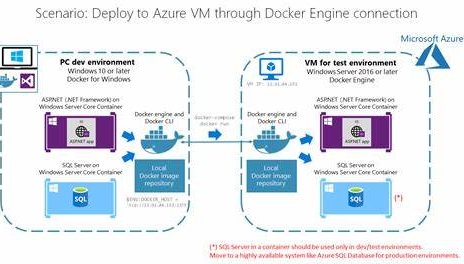 Scenario: Deploy to Azure VM through Docker Engine connection
Microsoft Azure
PC dev environment
Windows 10 or later
Docker for Windows
ASP.NET (.NET Framework) on
Windows Server Core Container
ASP.NET app
Docker engine and
Docker CLI
SQL Server on
Windows Server Core Container
SQL
Local
Docker image
repository
docker-compose
docker run
VM for test environment
Windows Server 2016 or later
Docker Engine
ASP.NET (.NET Framework) on
Windows Server Core Container
ASP.NET app
Docker engine and
Docker CLI
SQL Server on
Windows Server Core Container
SQL
(*)
Local
Docker image
repository
(*) SQL Server in a container should be used only in dev/test environments.
Move to a highly available system like Azure SQL Database for production environments.